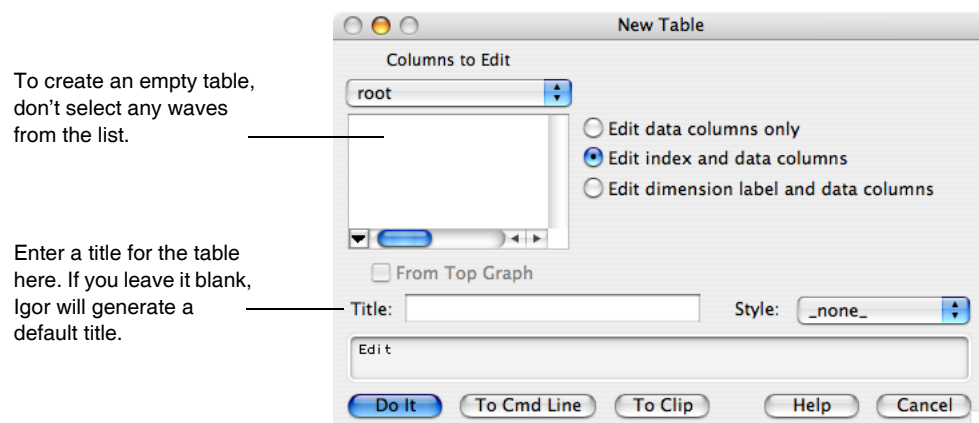 New Table
Columns to Edit
To create an empty table,
don't select any waves
from the list.
root
Edit data columns only
Edit index and data columns
Edit dimension label and data columns
Enter a title for the table
here. If you leave it blank,
Igor will generate a
default title.
From Top Graph
Title:
Style:
_none_
Edit
Do It
To Cmd Line
To Clip
Help
Cancel